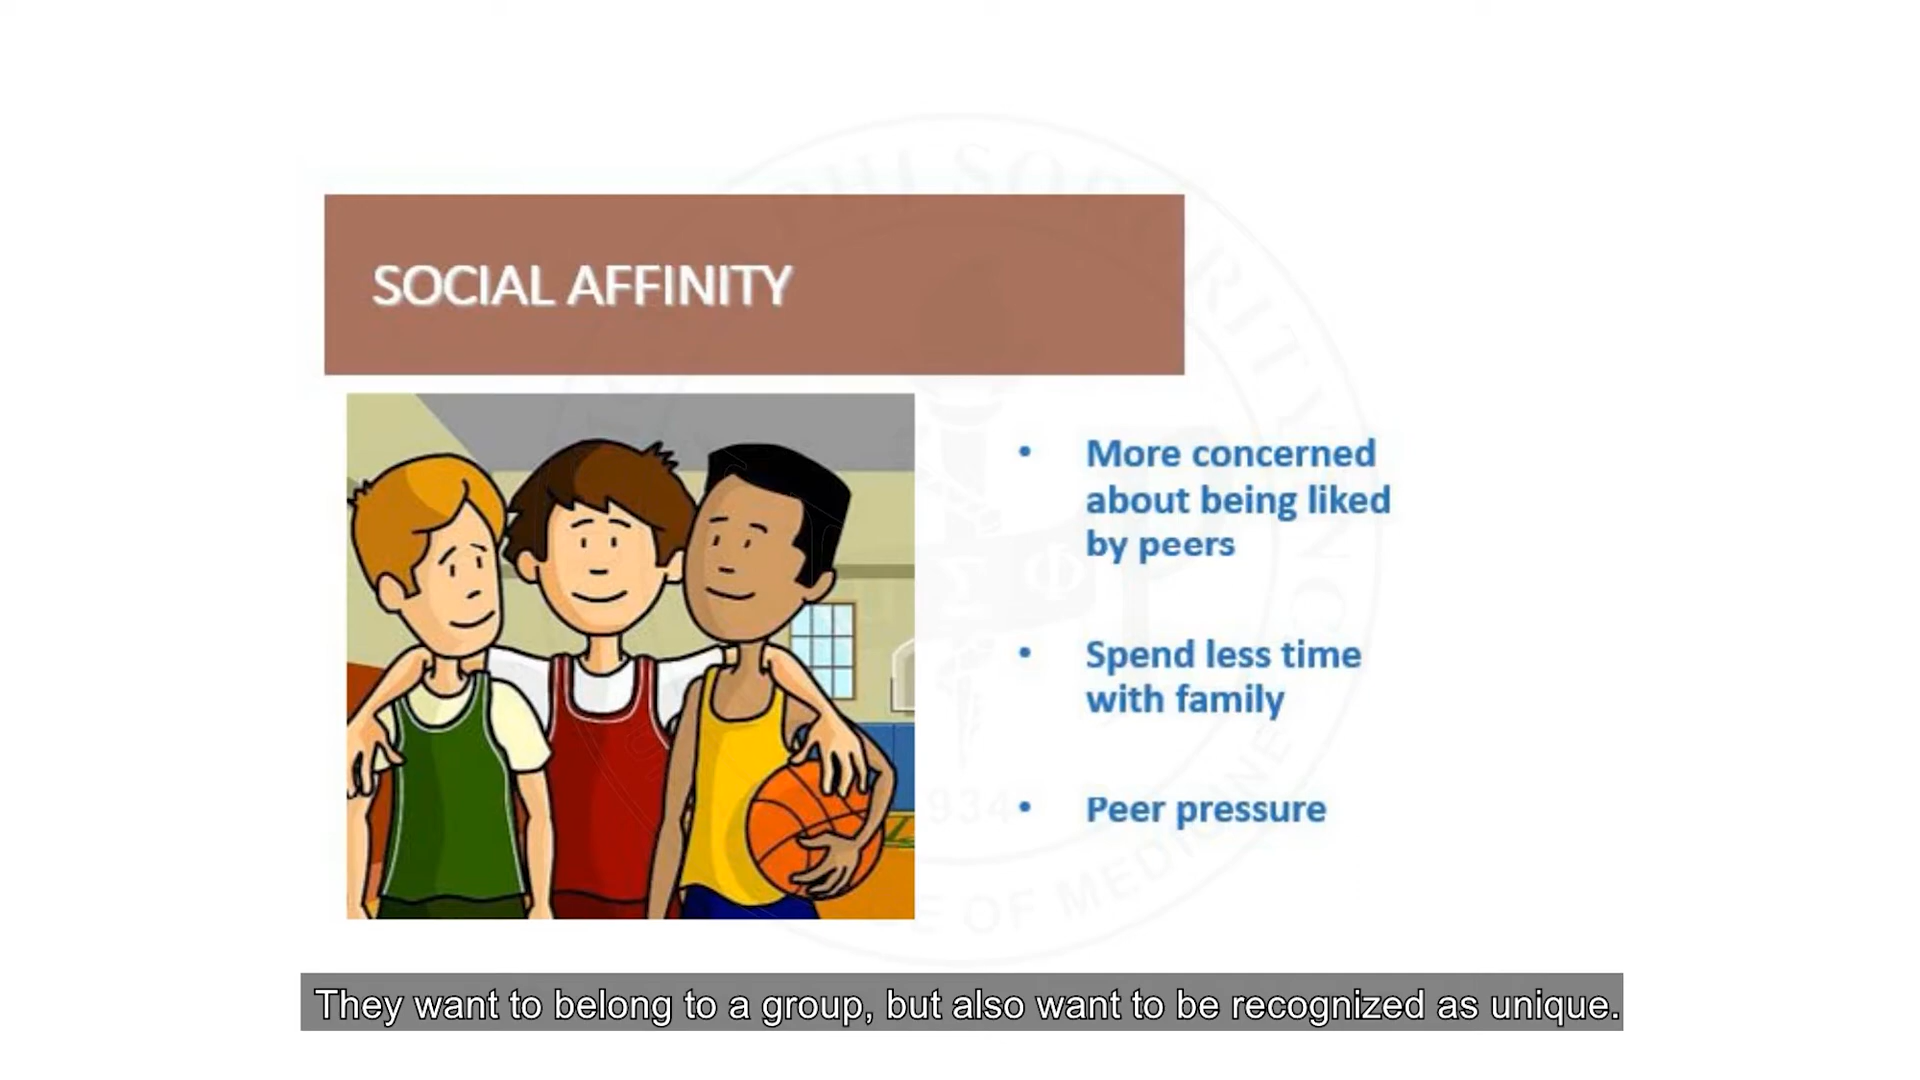 SOCIAL AFFINITY
• More concerned
about being liked
by peers
• Spend less time
with family
• Peer pressure
They want to belong to a group, but also want to be recognized as unique.